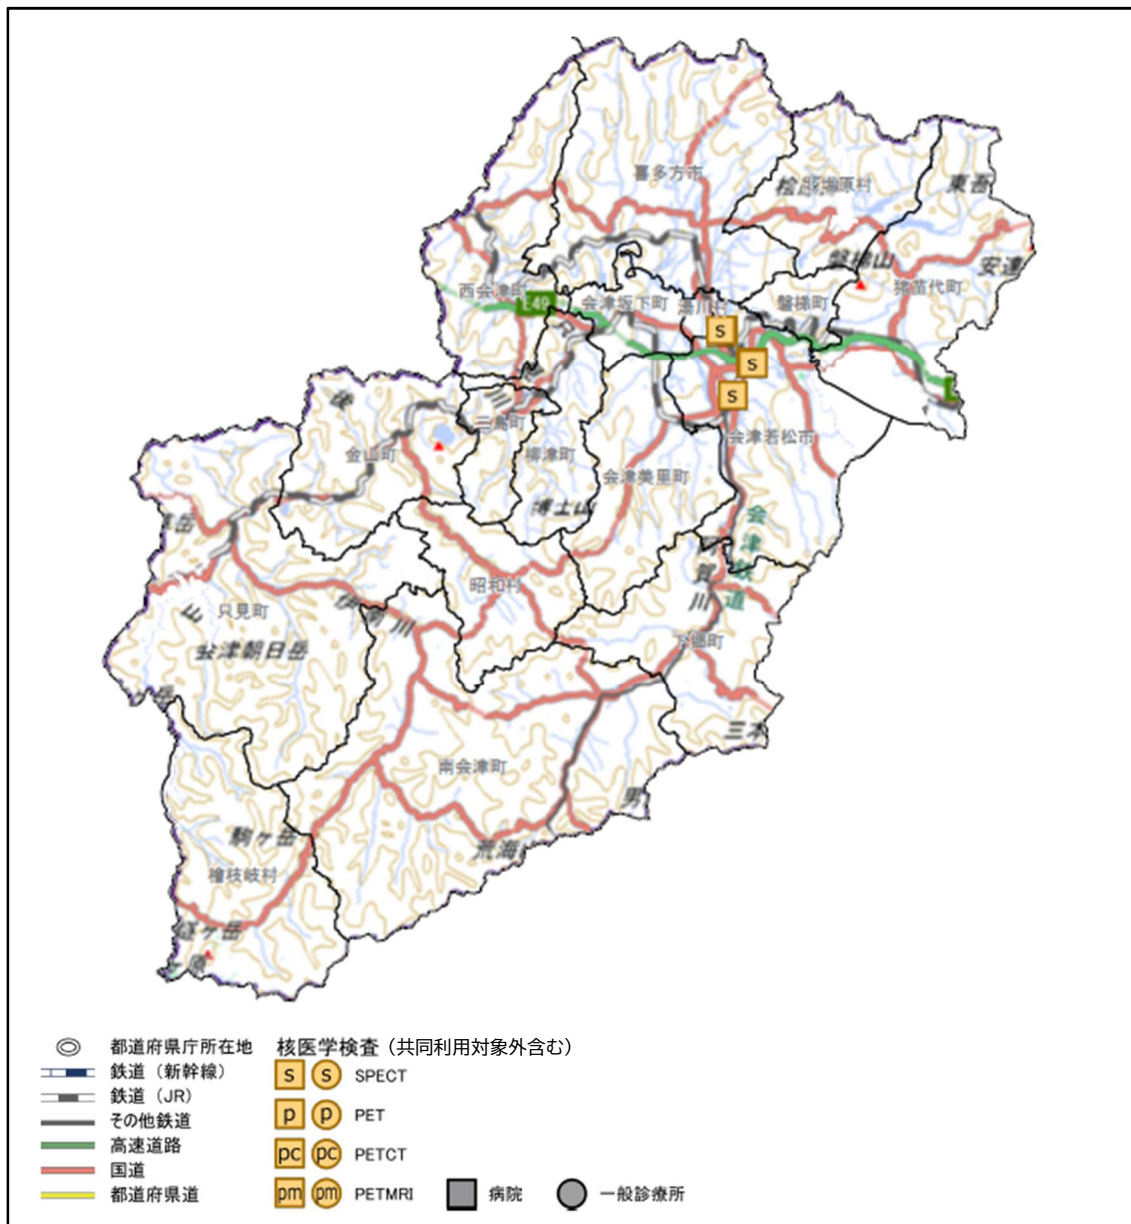 喜多方市
東吾
磐梯山
安達
猪苗代町
西会津町
E49
会津坂下町
湯川村
磐梯町
S
S
S
三島町
会津若松市
金山町
柳津町
会津美里町
博士山
会津鉄道
賀川
昭和村
只見町
伊南川
会津朝日岳
下郷町
三本
南会津町
男
駒ヶ岳
荒海山
檜枝岐村
都道府県庁所在地 核医学検査（共同利用対象外含む）
鉄道（新幹線） S S SPECT
鉄道（JR）
その他鉄道 p p PET
高速道路 pc pc PETCT
国道
都道府県道 pm pm PETMRI 病院 一般診療所